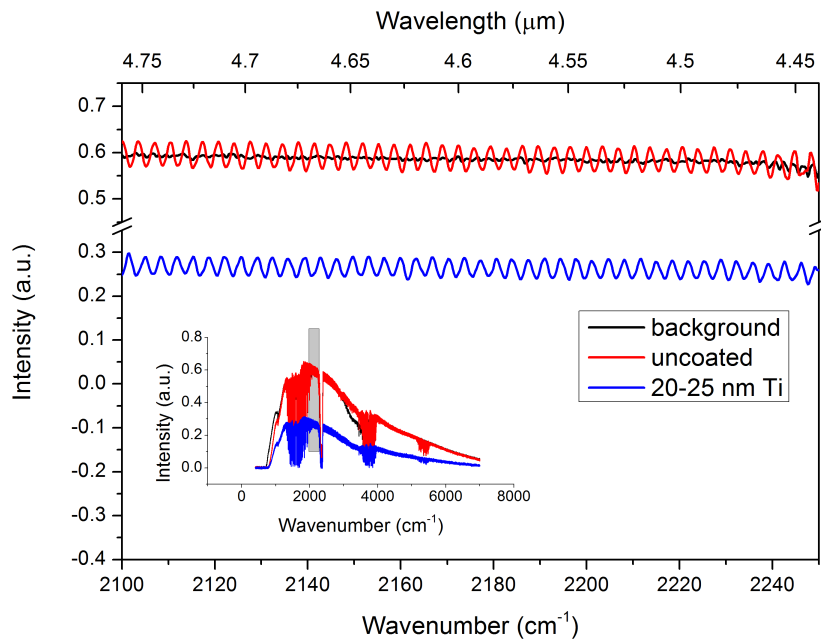 Wavelength (μm)
4.75 4.7 4.65 4.6 4.55 4.5 4.45
0.7
0.6
0.5
0.3
0.2
0.0
-0.1
-0.2
0.3
0.4
Intensity (a.u.)
background
uncoated
20-25 nm Ti
0.8
0.6
0.4
0.2
0.0
Intensity (a.u.)
0 2000 4000 6000 8000
Wavenumber (cm⁻¹)
2100 2120 2140 2160 2180 2200 2220 2240
Wavenumber (cm⁻¹)